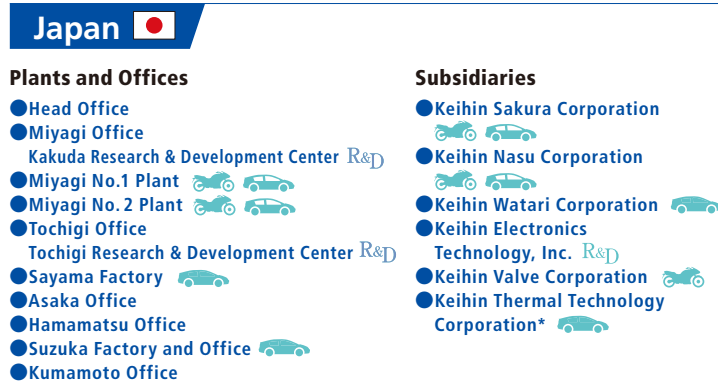 Japan
Plants and Offices
●Head Office
●Miyagi Office
Kakuda Research & Development Center R&D
●Miyagi No.1 Plant
●Miyagi No. 2 Plant
●Tochigi Office
Tochigi Research & Development Center R&D
●Sayama Factory
●Asaka Office
●Hamamatsu Office
●Suzuka Factory and Office
●Kumamoto Office
Subsidiaries
●Keihin Sakura Corporation
●Keihin Nasu Corporation
●Keihin Watari Corporation
●Keihin Electronics
Technology, Inc. R&D
●Keihin Valve Corporation
●Keihin Thermal Technology
Corporation*